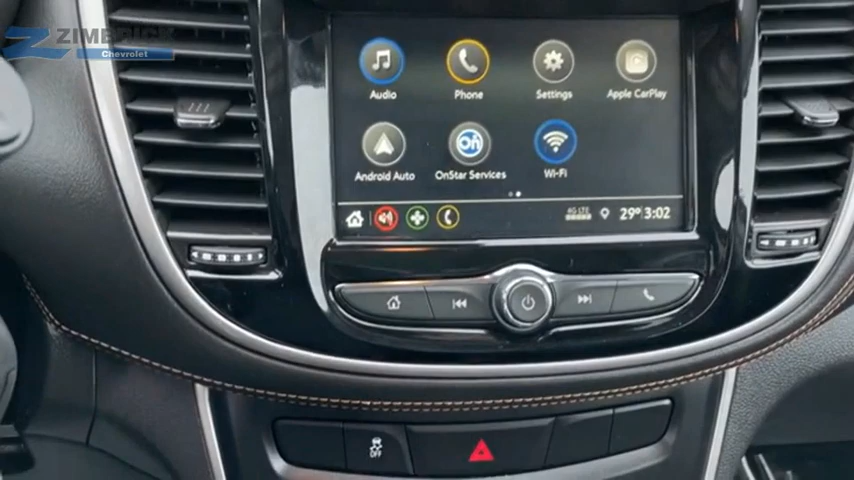 ZIMBRICK
Chevrolet
Audio Phone Settings Apple CarPlay
Android Auto OnStar Services Wi-Fi
On
4G LTE 29° 3:02
OFF